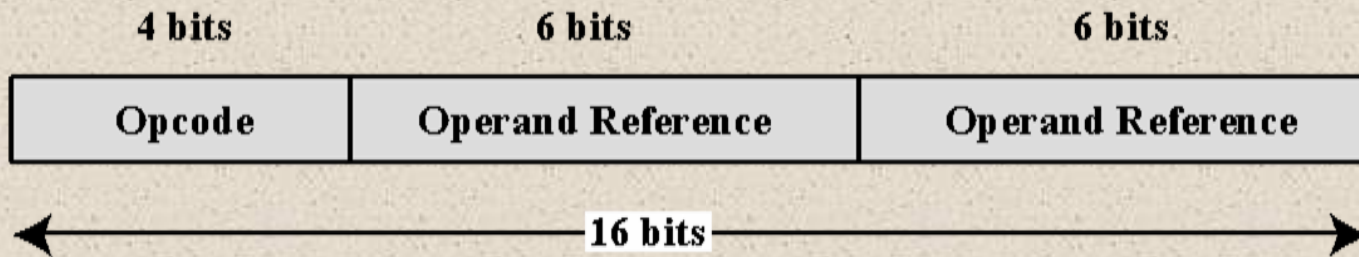 4 bits 6 bits 6 bits
Opcode Operand Reference Operand Reference
16 bits